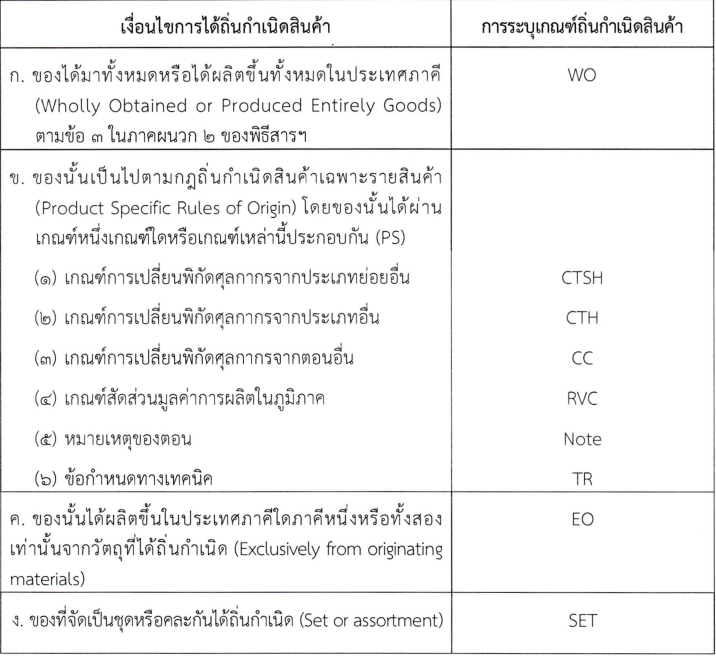 เงื่อนไขการได้ถิ่นกำเนิดสินค้า
การระบุเกณฑ์ถิ่นกำเนิดสินค้า
ก. ของได้มาทั้งหมดหรือได้ผลิตขึ้นทั้งหมดในประเทศภาคี
WO
(Wholly Obtained or Produced Entirely Goods)
ตามข้อ ๓ ในภาคผนวก ๒ ของพิธีสารฯ
ข. ของนั้นเป็นไปตามกฎถิ่นกำเนิดสินค้าเฉพาะรายสินค้า
(Product Specific Rules of Origin) โดยของนั้นได้ผ่าน
เกณฑ์หนึ่งเกณฑ์ใดหรือเกณฑ์เหล่านี้ประกอบกัน (PS)
(๑) เกณฑ์การเปลี่ยนพิกัดศุลกากรจากประเภทย่อยอื่น
CTSH
(๒) เกณฑ์การเปลี่ยนพิกัดศุลกากรจากประเภทอื่น
CTH
(๓) เกณฑ์การเปลี่ยนพิกัดศุลกากรจากตอนอื่น
CC
(๔) เกณฑ์สัดส่วนมูลค่าการผลิตในภูมิภาค
RVC
(๕) หมายเหตุของตอน
Note
(๖) ข้อกำหนดทางเทคนิค
TR
ค. ของนั้นได้ผลิตขึ้นในประเทศภาคีใดภาคีหนึ่งหรือทั้งสอง
EO
เท่านั้นจากวัตถุที่ได้ถิ่นกำเนิด (Exclusively from originating
materials)
ง. ของที่จัดเป็นชุดหรือคละกันได้ถิ่นกำเนิด (Set or assortment)
SET